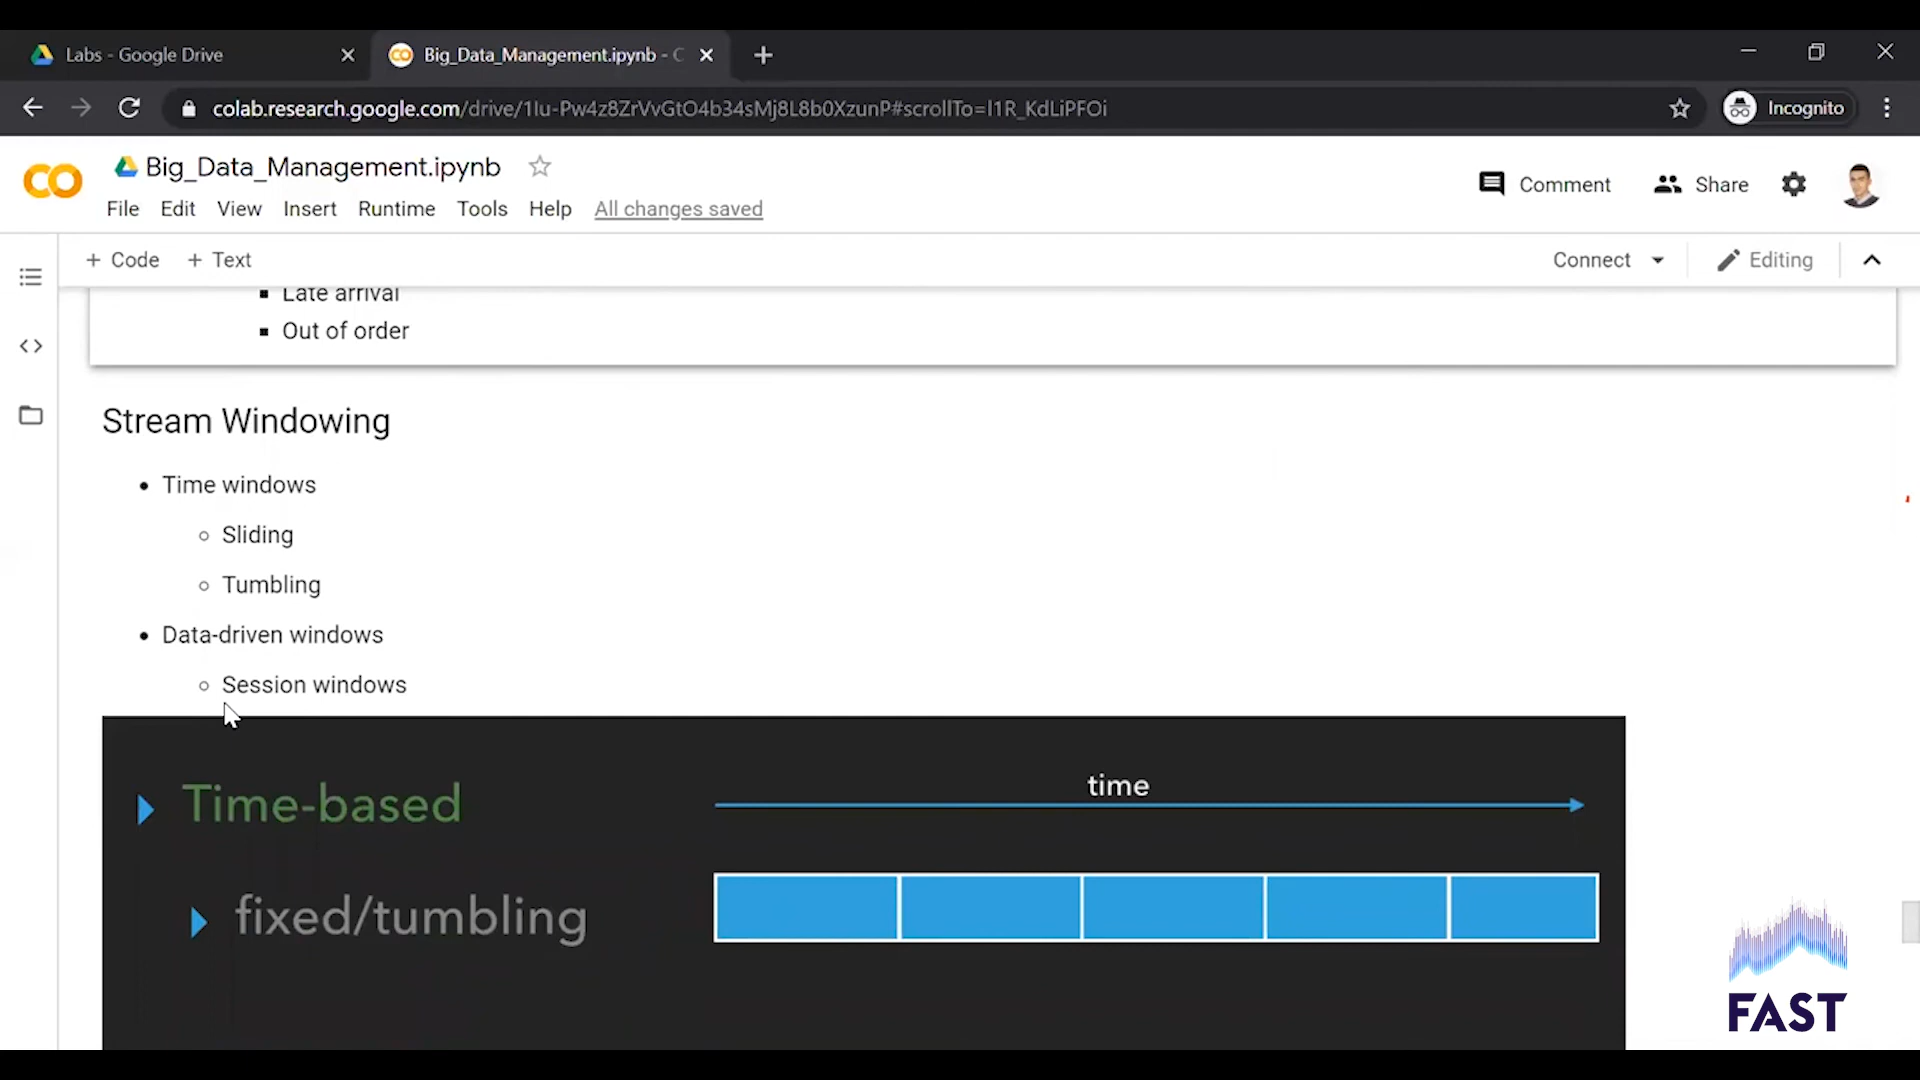 Labs - Google Drive
Big_Data_Management.ipynb - C
colab.research.google.com/drive/1Iu-Pw4z8ZrVvGtO4b34sMj8L8b0XzunP#scrollTo=l1R_KdLiPFOi
Incognito
CO
Big_Data_Management.ipynb
Comment
Share
File Edit View Insert Runtime Tools Help All changes saved
+ Code + Text
Connect
Editing
Late arrival
Out of order
Stream Windowing
Time windows
Sliding
Tumbling
Data-driven windows
Session windows
Time-based
time
fixed/tumbling
FAST